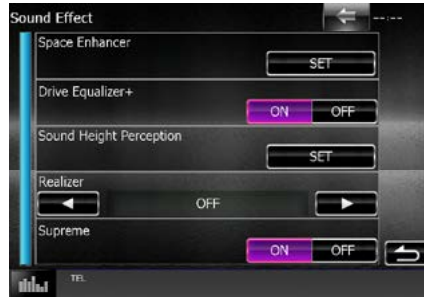 Sound Effect --:--
Space Enhancer
SET
Drive Equalizer+
ON OFF
Sound Height Perception
SET
Realizer
OFF
Supreme
ON OFF
TEL